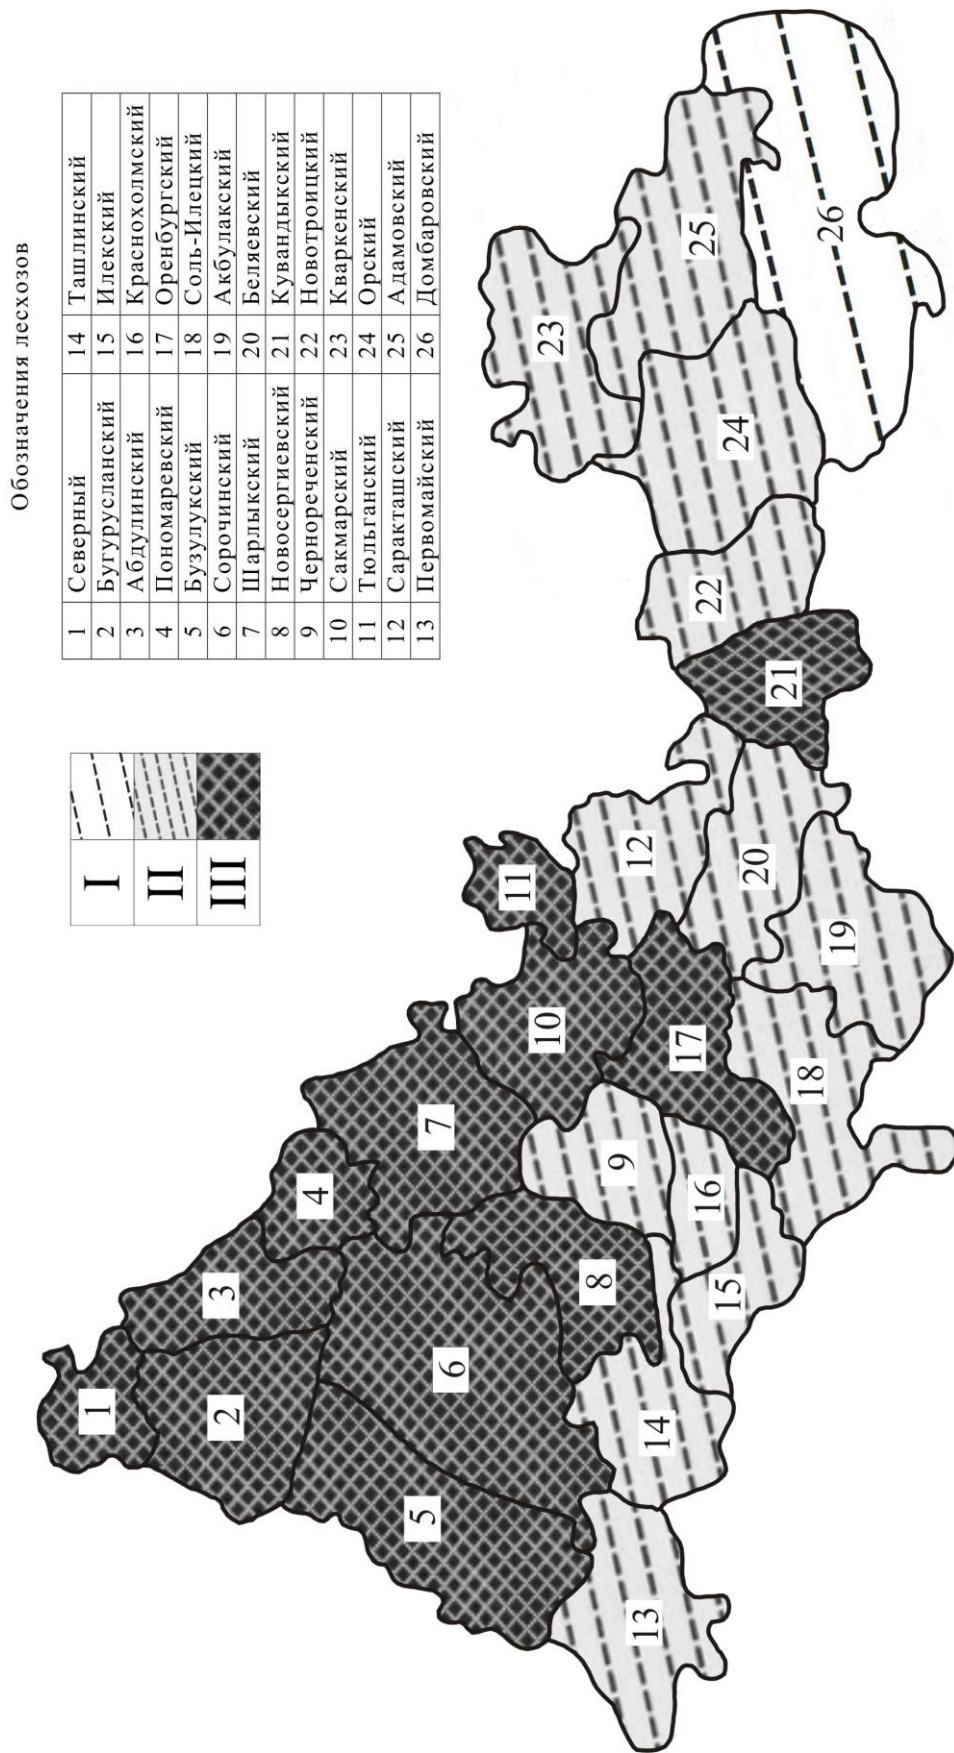 Обозначения лесхозов
1 Северный 14 Ташлинский
2 Бугурусланский 15 Илекский
3 Абдулинский 16 Краснохолмский
4 Пономаревский 17 Оренбургский
5 Бузулукский 18 Соль-Илецкий
6 Сорочинский 19 Акбулакский
7 Шарлыкский 20 Беляевский
8 Новосергиевский 21 Кувандыкский
9 Чернореченский 22 Новотроицкий
10 Сакмарский 23 Кваркенский
11 Тюльганский 24 Орский
12 Саракташский 25 Адамовский
13 Первомайский 26 Домбаровский
I
II
III
1
2
3
4
5
6
7
8
9
10
11
12
13
14
15
16
17
18
19
20
21
22
23
24
25
26